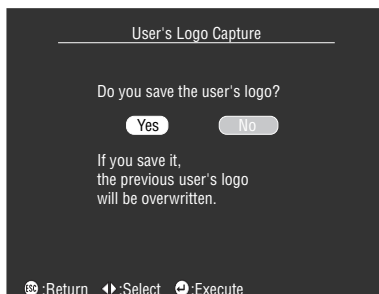 User's Logo Capture
Do you save the user's logo?
Yes No
If you save it,
the previous user's logo
will be overwritten.
ESC :Return :Select :Execute